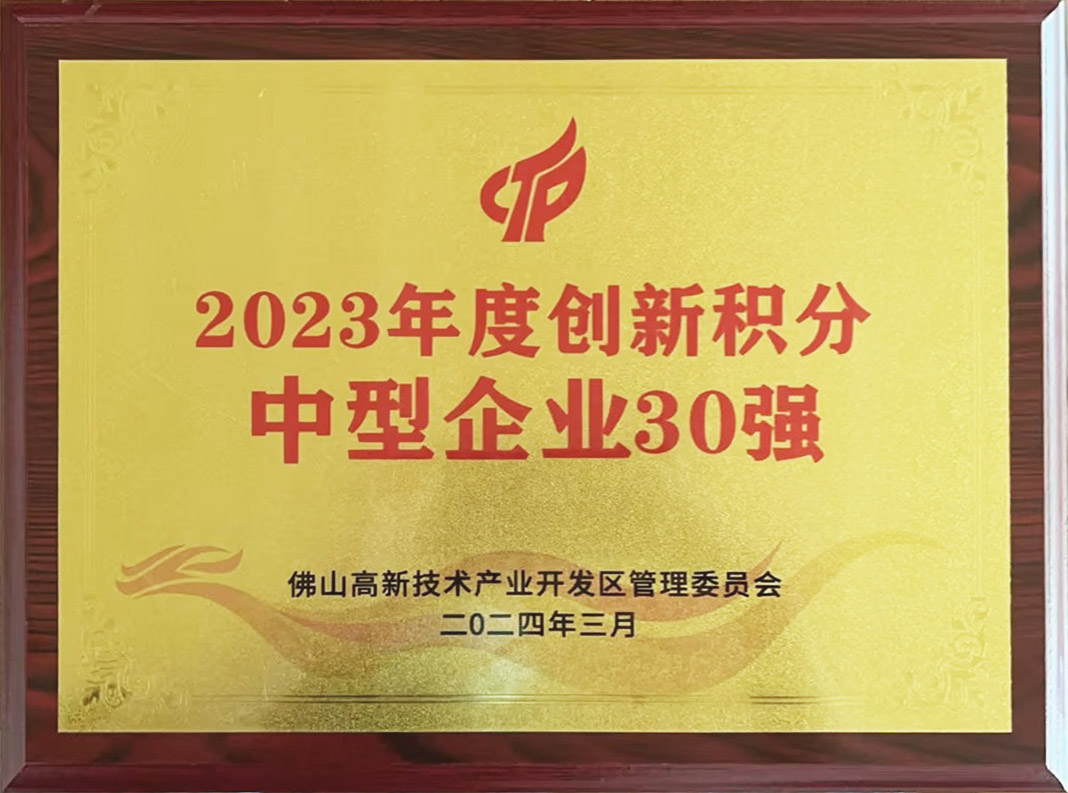 2023年度创新积分
中型企业30强
佛山高新技术产业开发区管理委员会
二0二四年三月